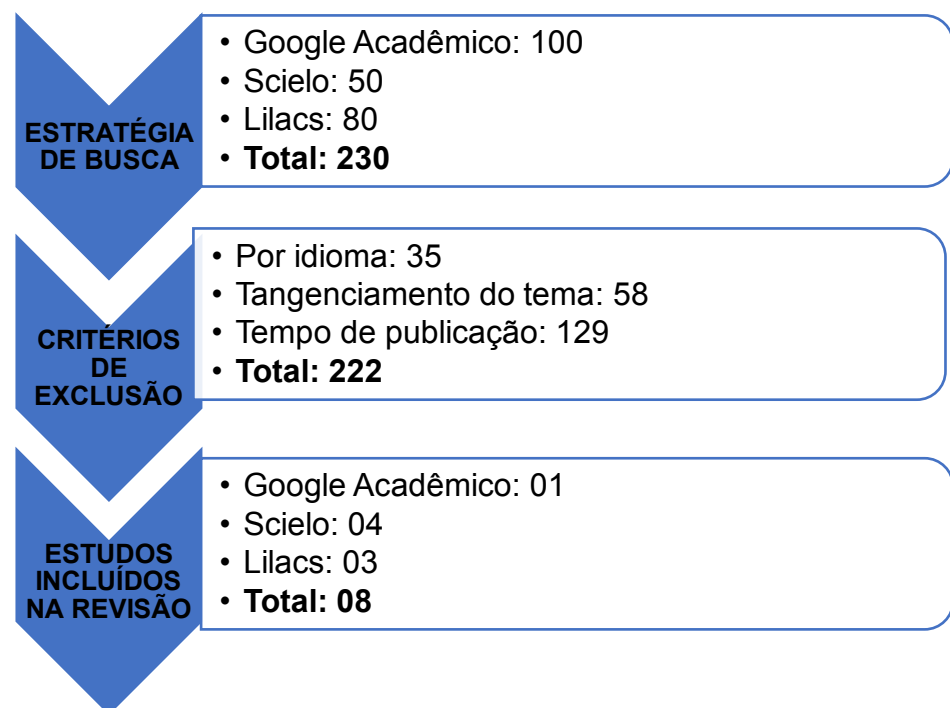 ESTRATÉGIA
DE BUSCA
• Google Acadêmico: 100
• Scielo: 50
• Lilacs: 80
• Total: 230
CRITÉRIOS
DE
EXCLUSÃO
• Por idioma: 35
• Tangenciamento do tema: 58
• Tempo de publicação: 129
• Total: 222
ESTUDOS
INCLUÍDOS
NA REVISÃO
• Google Acadêmico: 01
• Scielo: 04
• Lilacs: 03
• Total: 08